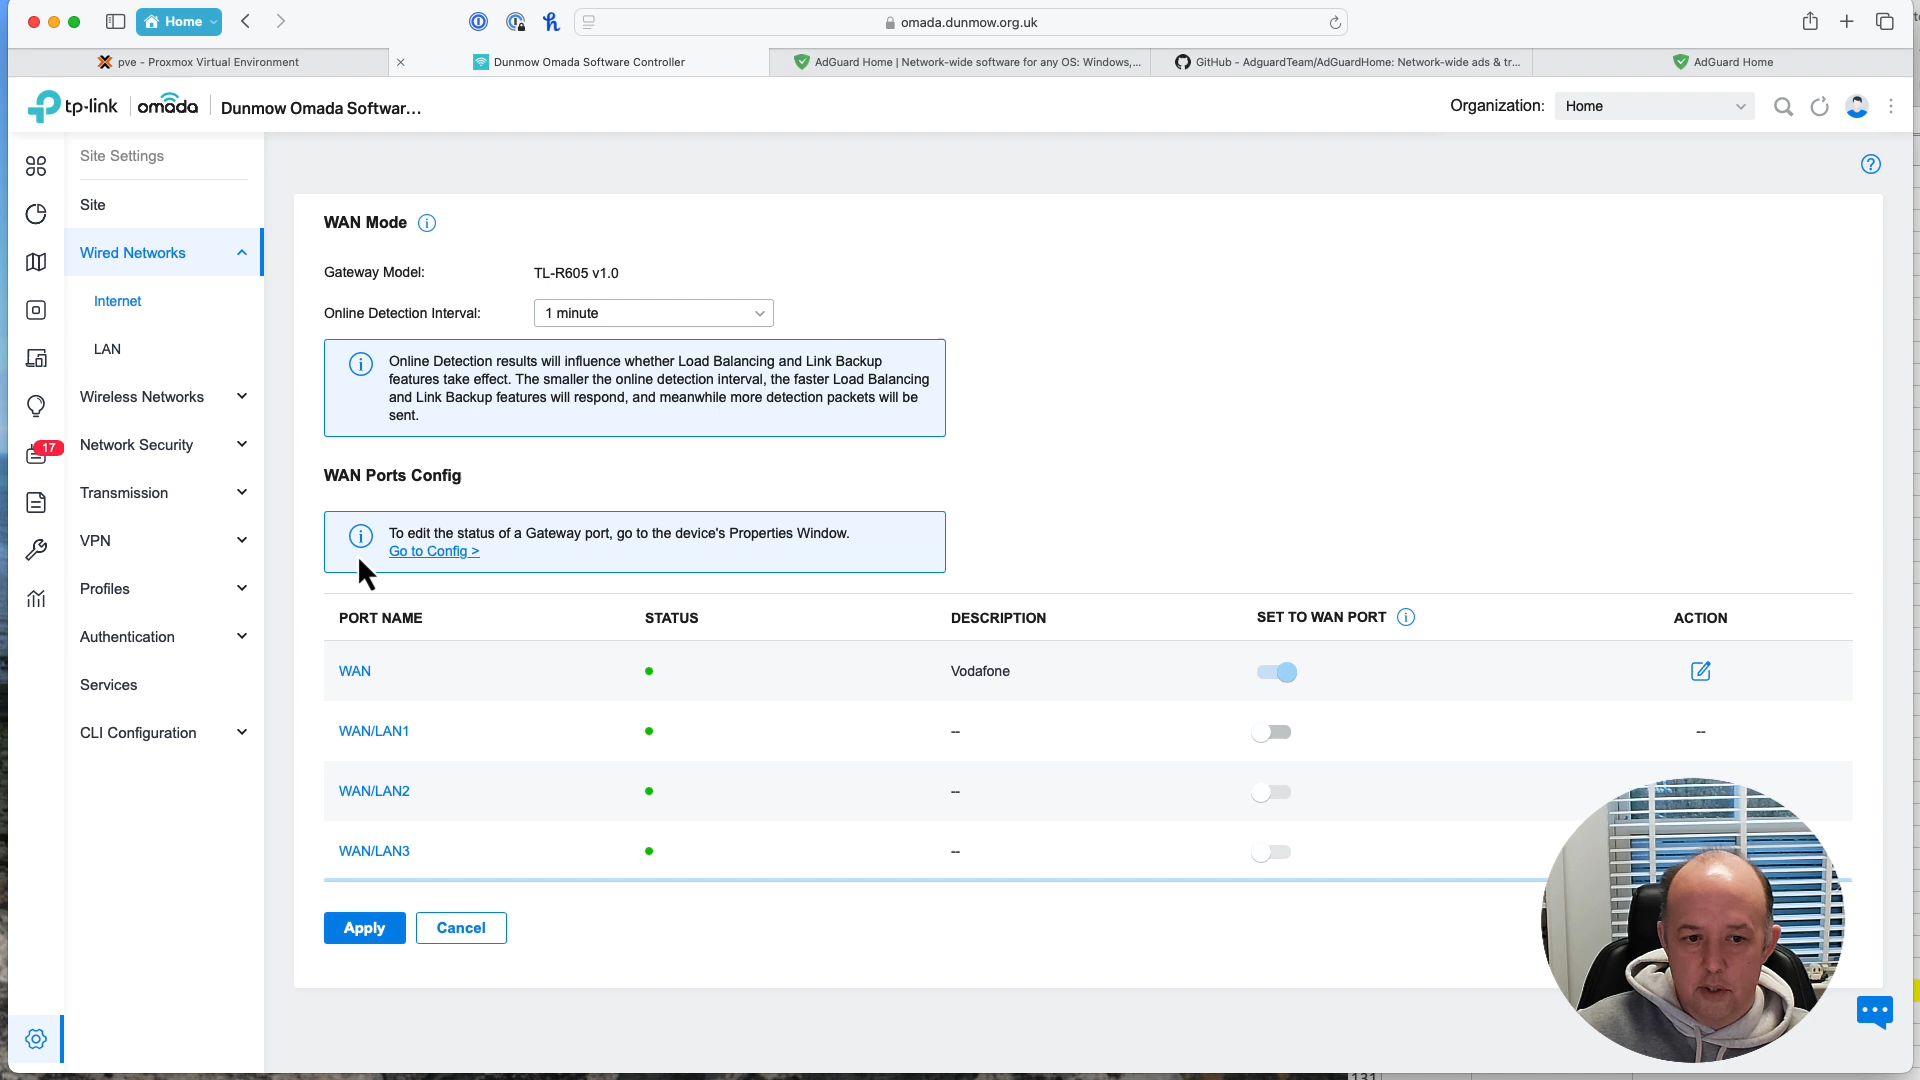 Home
omada.dunmow.org.uk
pve - Proxmox Virtual Environment
Dunmow Omada Software Controller
AdGuard Home | Network-wide software for any OS: Windows,...
GitHub - AdguardTeam/AdGuardHome: Network-wide ads & tr...
AdGuard Home
tp-link | omada | Dunmow Omada Softwar...
Organization: Home
Site Settings
Site
Wired Networks
Internet
LAN
Wireless Networks
Network Security
17
Transmission
VPN
Profiles
Authentication
Services
CLI Configuration
WAN Mode
Gateway Model: TL-R605 v1.0
Online Detection Interval: 1 minute
Online Detection results will influence whether Load Balancing and Link Backup
features take effect. The smaller the online detection interval, the faster Load Balancing
and Link Backup features will respond, and meanwhile more detection packets will be
sent.
WAN Ports Config
To edit the status of a Gateway port, go to the device's Properties Window.
Go to Config >
PORT NAME STATUS DESCRIPTION SET TO WAN PORT ACTION
WAN Vodafone
WAN/LAN1 -- --
WAN/LAN2 --
WAN/LAN3 --
Apply Cancel
131